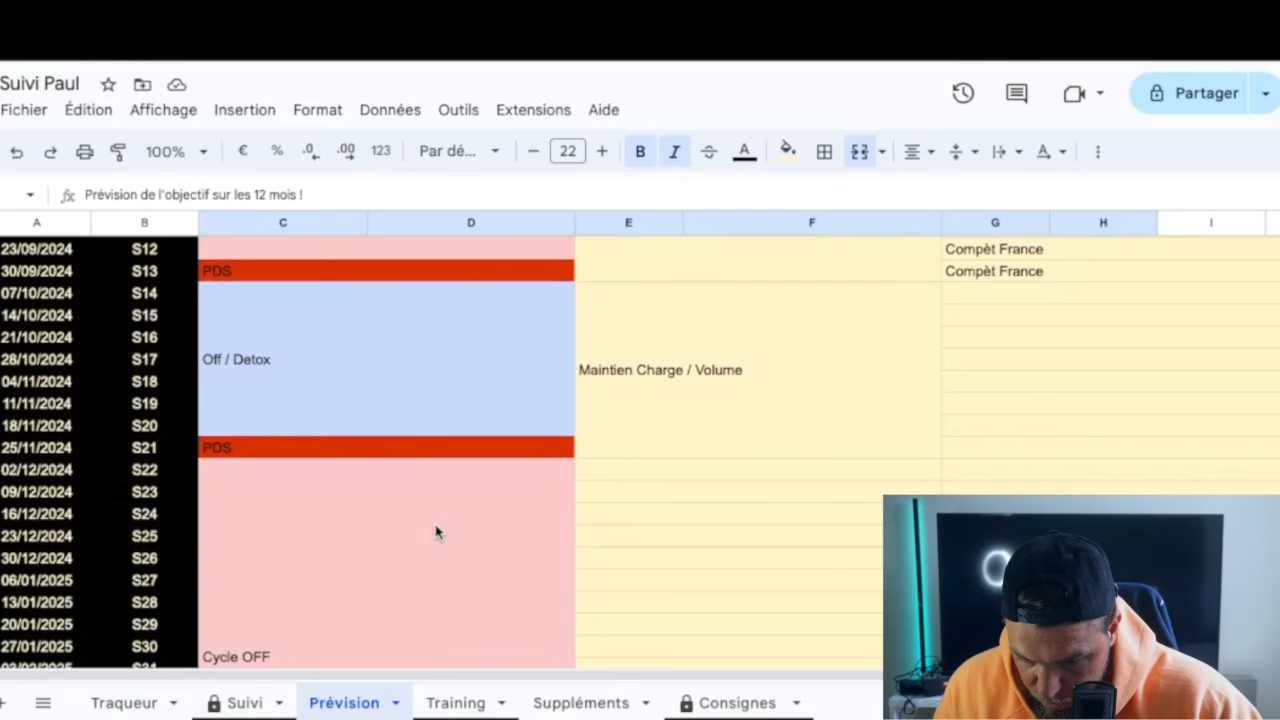 Suivi Paul
Fichier Édition Affichage Insertion Format Données Outils Extensions Aide
Partager
100% € % .0 .00 123 Par dé... 22 B I A
fx Prévision de l'objectif sur les 12 mois !
A B C D E F G H I
23/09/2024 S12 Compèt France
30/09/2024 S13 PDS Compèt France
07/10/2024 S14
14/10/2024 S15
21/10/2024 S16
28/10/2024 S17 Off / Detox Maintien Charge / Volume
04/11/2024 S18
11/11/2024 S19
18/11/2024 S20
25/11/2024 S21 PDS
02/12/2024 S22
09/12/2024 S23
16/12/2024 S24
23/12/2024 S25
30/12/2024 S26
06/01/2025 S27
13/01/2025 S28
20/01/2025 S29
27/01/2025 S30 Cycle OFF
03/02/2025 S31
Traqueur Suivi Prévision Training Suppléments Consignes